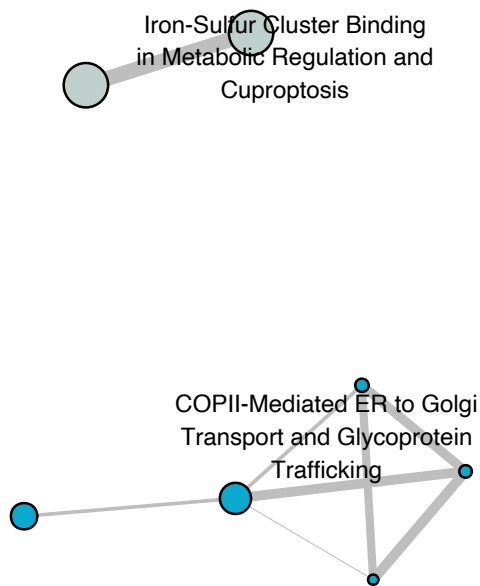 Iron-Sulfur Cluster Binding
in Metabolic Regulation and
Cuproptosis
COPII-Mediated ER to Golgi
Transport and Glycoprotein
Trafficking